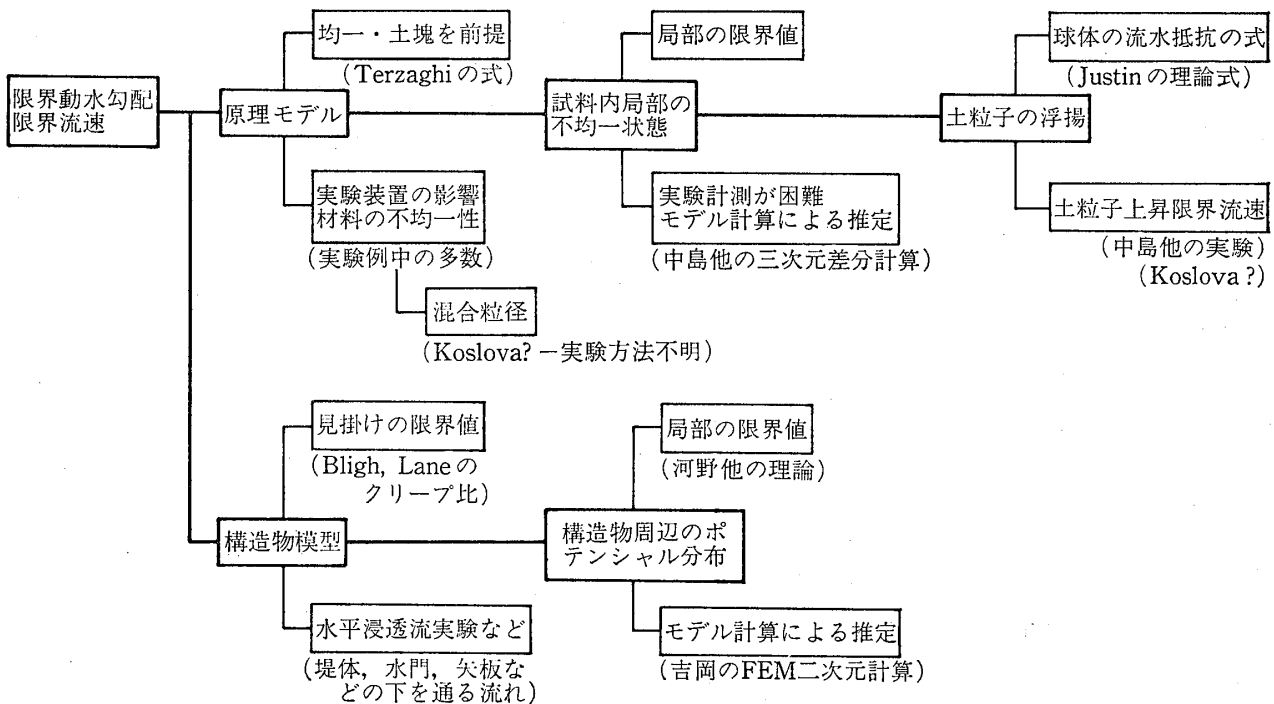 限界動水勾配
限界流速
均一・土塊を前提
(Terzaghiの式)
原理モデル
実験装置の影響
材料の不均一性
(実験例中の多数)
混合粒径
(Koslova? ー実験方法不明)
局部の限界値
試料内局部の
不均一状態
実験計測が困難
モデル計算による推定
(中島他の三次元差分計算)
球体の流水抵抗の式
(Justinの理論式)
土粒子の浮揚
土粒子上昇限界流速
(中島他の実験)
(Koslova ?)
見掛けの限界値
(Bligh, Laneの
クリープ比)
構造物模型
水平浸透流実験など
(堤体, 水門, 矢板な
どの下を通る流れ)
局部の限界値
(河野他の理論)
構造物周辺のポ
テンシャル分布
モデル計算による推定
(吉岡のFEM二次元計算)